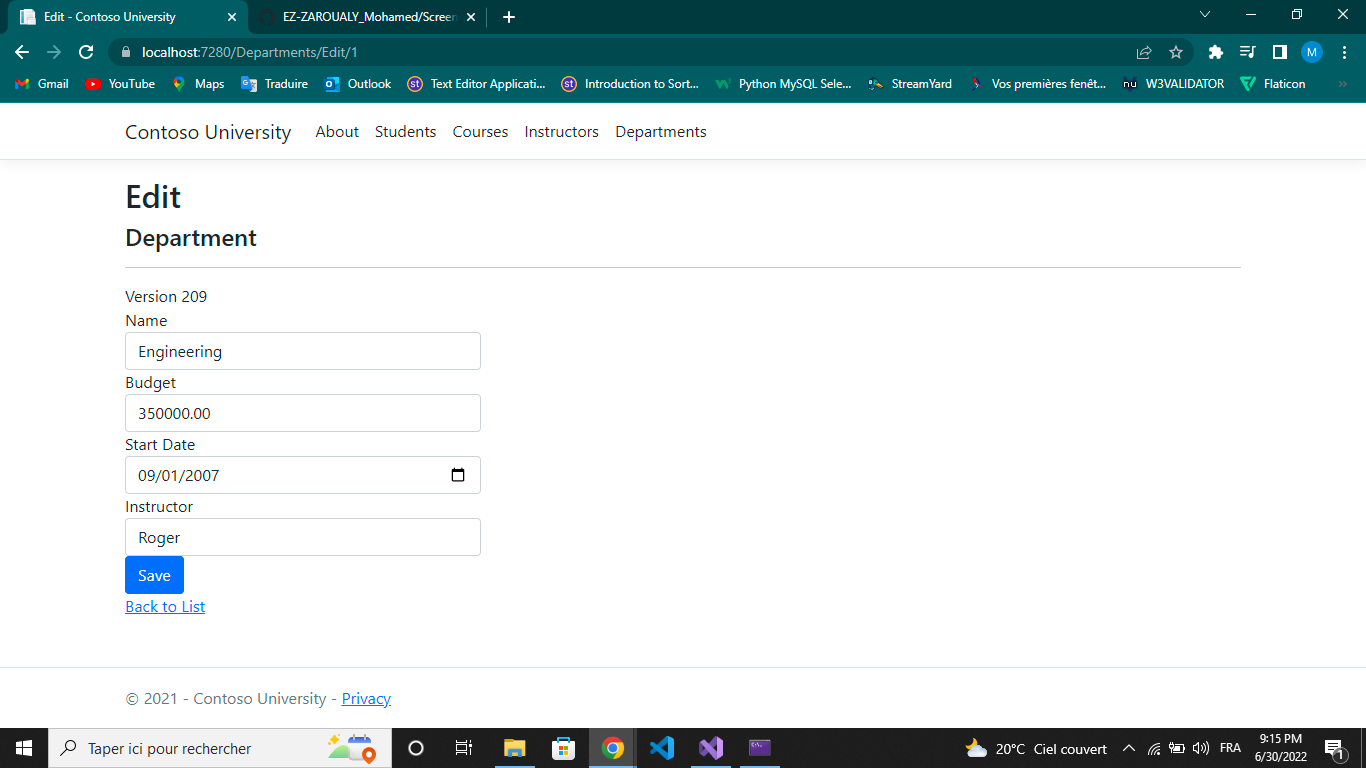 Edit - Contoso University
EZ-ZAROUALY_Mohamed/Screen
localhost:7280/Departments/Edit/1
M
Gmail YouTube Maps Traduire Outlook Text Editor Applicati... Introduction to Sort... Python MySQL Sele... StreamYard Vos premières fenêt... W3VALIDATOR Flaticon »
Contoso University About Students Courses Instructors Departments
Edit
Department
Version 209
Name
Engineering
Budget
350000.00
Start Date
09/01/2007
Instructor
Roger
Save
Back to List
© 2021 - Contoso University - Privacy
Taper ici pour rechercher
20°C Ciel couvert
FRA
9:15 PM
6/30/2022
1